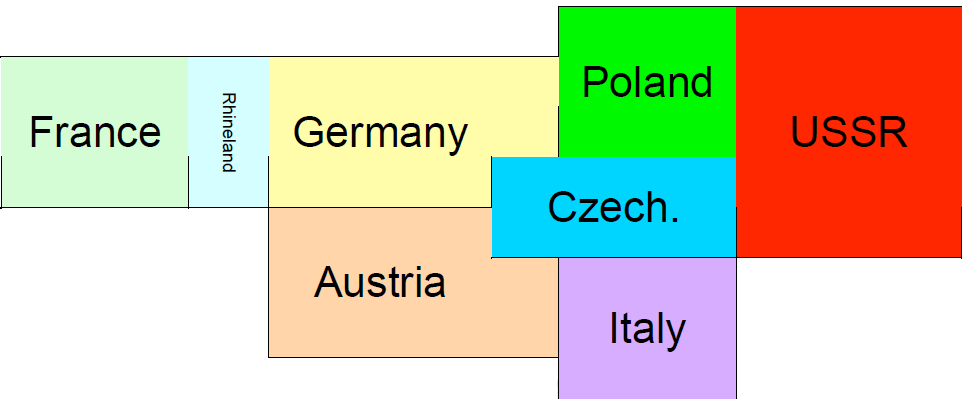 Poland
France
Rhineland
Germany
USSR
Czech.
Austria
Italy